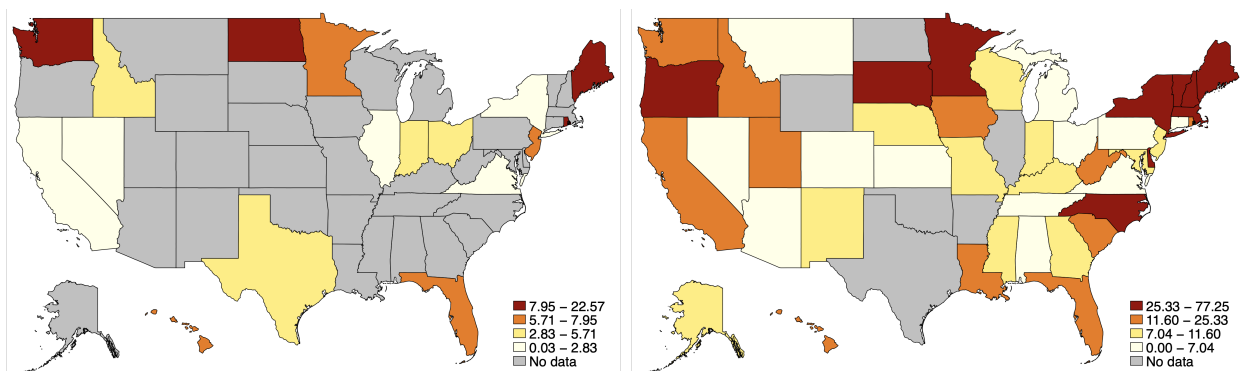 7.95 – 22.57
5.71 – 7.95
2.83 – 5.71
0.03 – 2.83
No data
25.33 – 77.25
11.60 – 25.33
7.04 – 11.60
0.00 – 7.04
No data